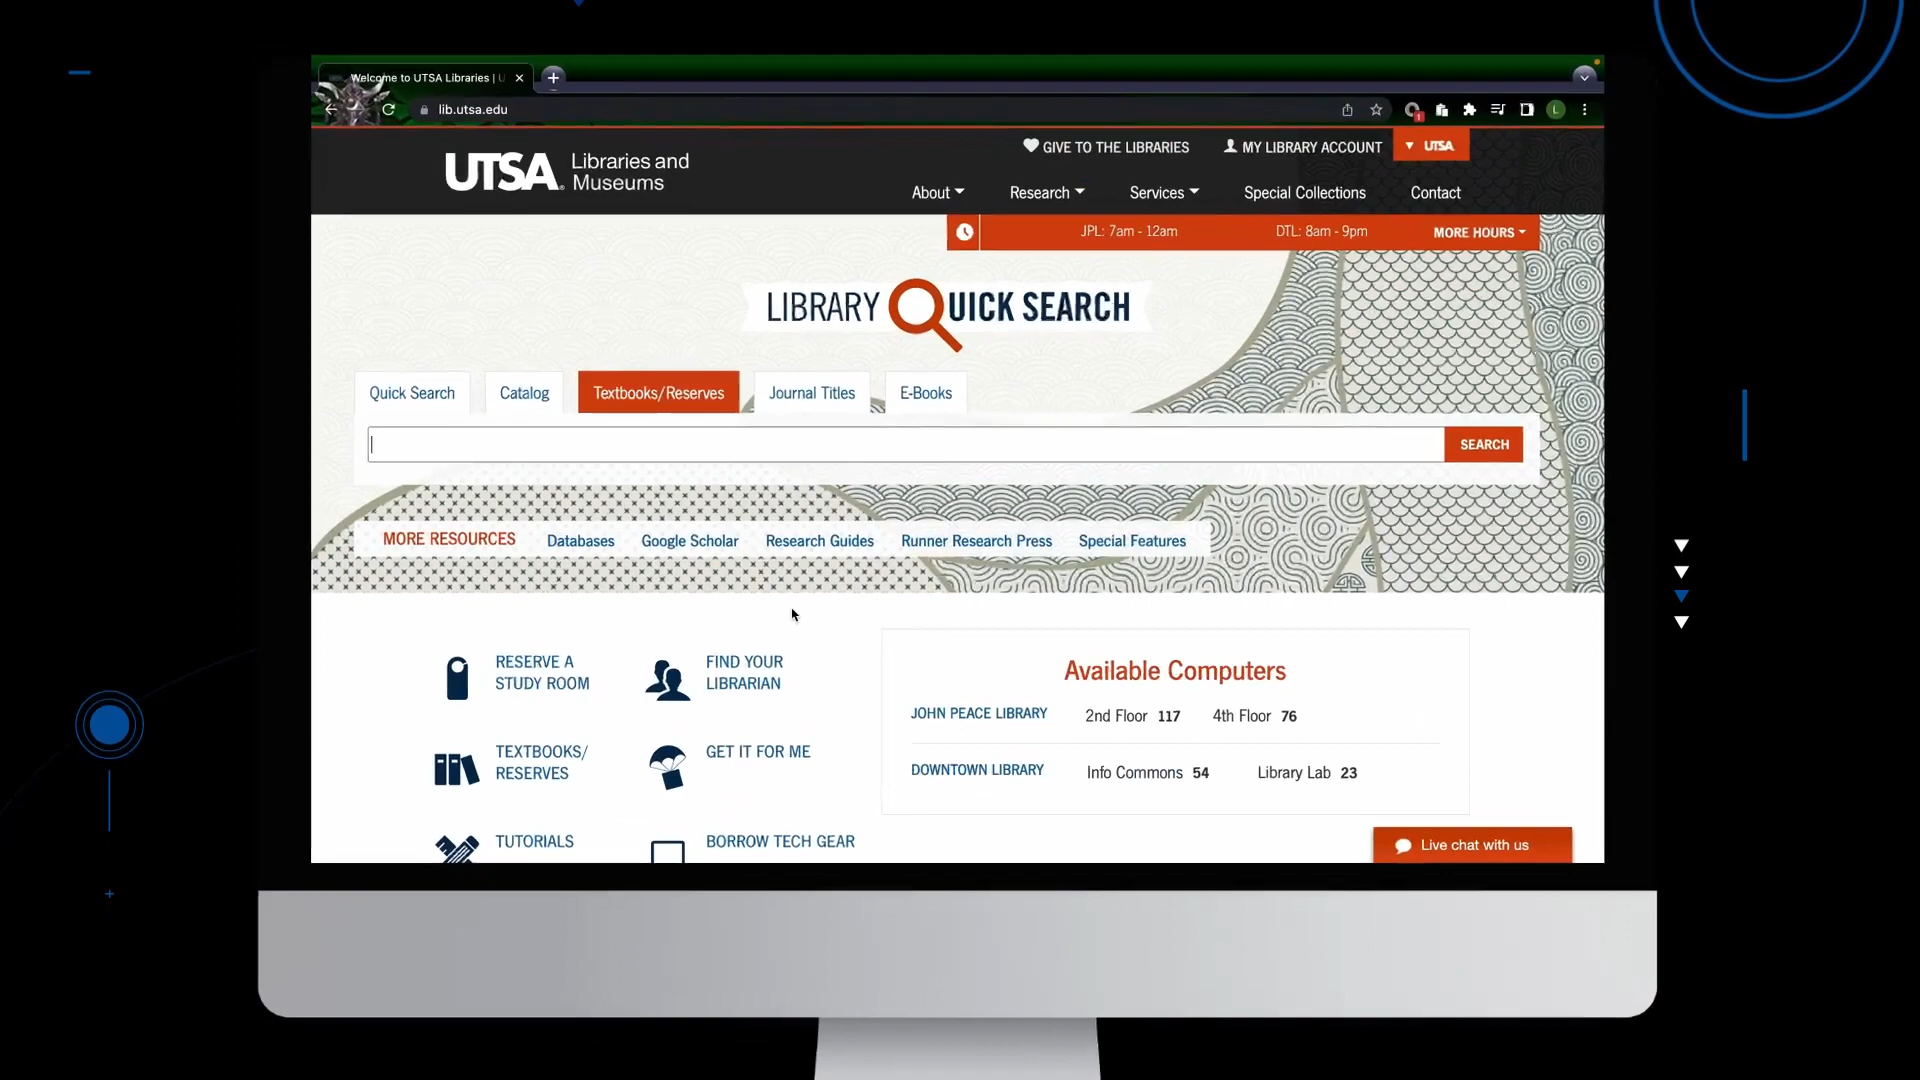 Welcome to UTSA Libraries | U
lib.utsa.edu
1
L
UTSA Libraries and Museums
GIVE TO THE LIBRARIES
MY LIBRARY ACCOUNT
UTSA
About
Research
Services
Special Collections
Contact
JPL: 7am - 12am
DTL: 8am - 9pm
MORE HOURS
LIBRARY QUICK SEARCH
Quick Search
Catalog
Textbooks/Reserves
Journal Titles
E-Books
SEARCH
MORE RESOURCES
Databases
Google Scholar
Research Guides
Runner Research Press
Special Features
RESERVE A
STUDY ROOM
FIND YOUR
LIBRARIAN
TEXTBOOKS/
RESERVES
GET IT FOR ME
TUTORIALS
BORROW TECH GEAR
Available Computers
JOHN PEACE LIBRARY 2nd Floor 117 4th Floor 76
DOWNTOWN LIBRARY Info Commons 54 Library Lab 23
Live chat with us